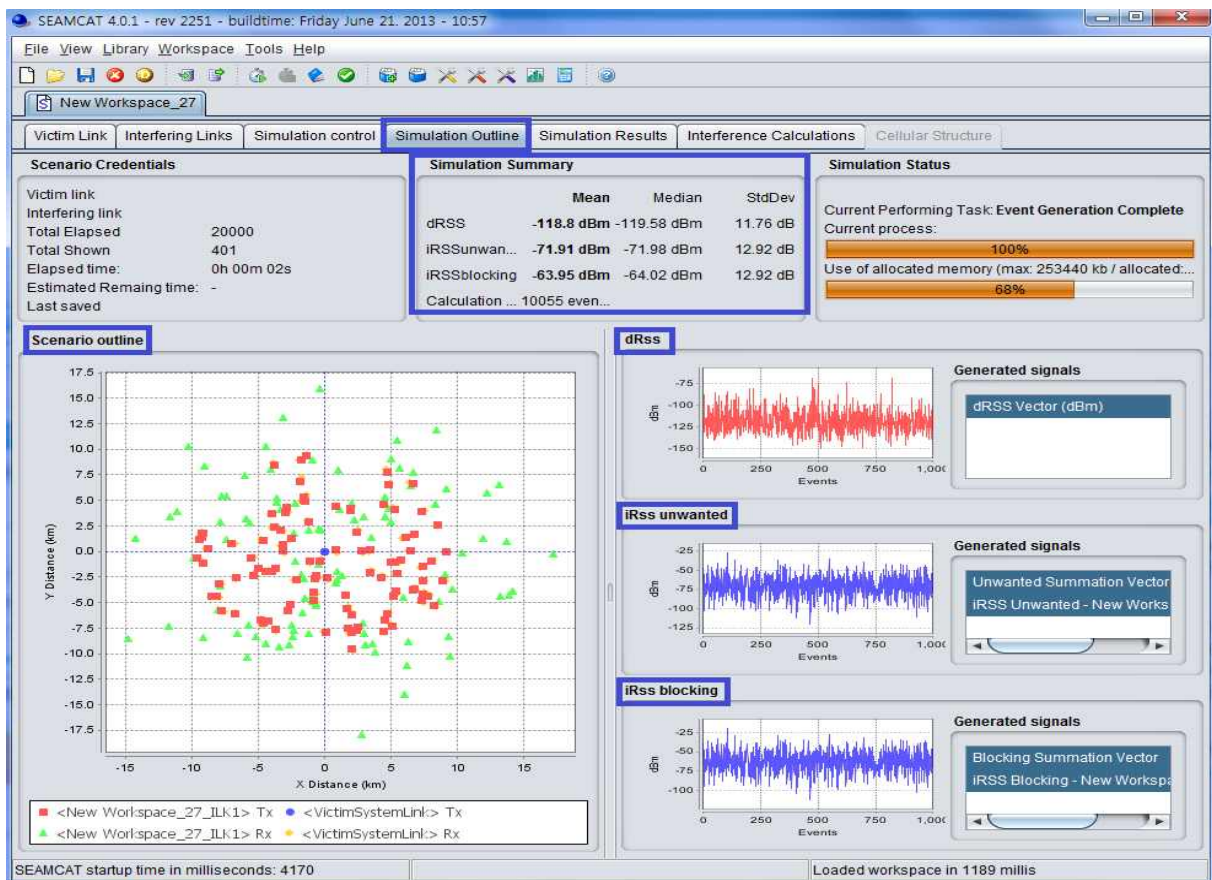 SEAMCAT 4.0.1 - rev 2251 - buildtime: Friday June 21. 2013 - 10:57
File View Library Workspace Tools Help
New Workspace_27
Victim Link Interfering Links Simulation control Simulation Outline Simulation Results Interference Calculations Cellular Structure
Scenario Credentials
Victim link
Interfering link
Total Elapsed 20000
Total Shown 401
Elapsed time: 0h 00m 02s
Estimated Remaing time: -
Last saved
Simulation Summary
Mean Median StdDev
dRSS -118.8 dBm -119.58 dBm 11.76 dB
iRSSunwan... -71.91 dBm -71.98 dBm 12.92 dB
iRSSblocking -63.95 dBm -64.02 dBm 12.92 dB
Calculation ... 10055 even...
Simulation Status
Current Performing Task: Event Generation Complete
Current process:
100%
Use of allocated memory (max: 253440 kb / allocated:...
68%
Scenario outline
17.5
15.0
12.5
10.0
7.5
5.0
2.5
0.0
-2.5
-5.0
-7.5
-10.0
-12.5
-15.0
-17.5
Y Distance (km)
-15 -10 -5 0 5 10 15
X Distance (km)
<New Workspace_27_ILK1> Tx <VictimSystemLink> Tx
<New Workspace_27_ILK1> Rx <VictimSystemLink> Rx
dRss
-75
-100
-125
-150
dBm
0 250 500 750 1,000
Events
Generated signals
dRSS Vector (dBm)
iRss unwanted
-25
-50
-75
-100
-125
dBm
0 250 500 750 1,000
Events
Generated signals
Unwanted Summation Vector
iRSS Unwanted - New Works
iRss blocking
-25
-50
-75
-100
dBm
0 250 500 750 1,000
Events
Generated signals
Blocking Summation Vector
iRSS Blocking - New Workspa
SEAMCAT startup time in milliseconds: 4170
Loaded workspace in 1189 millis